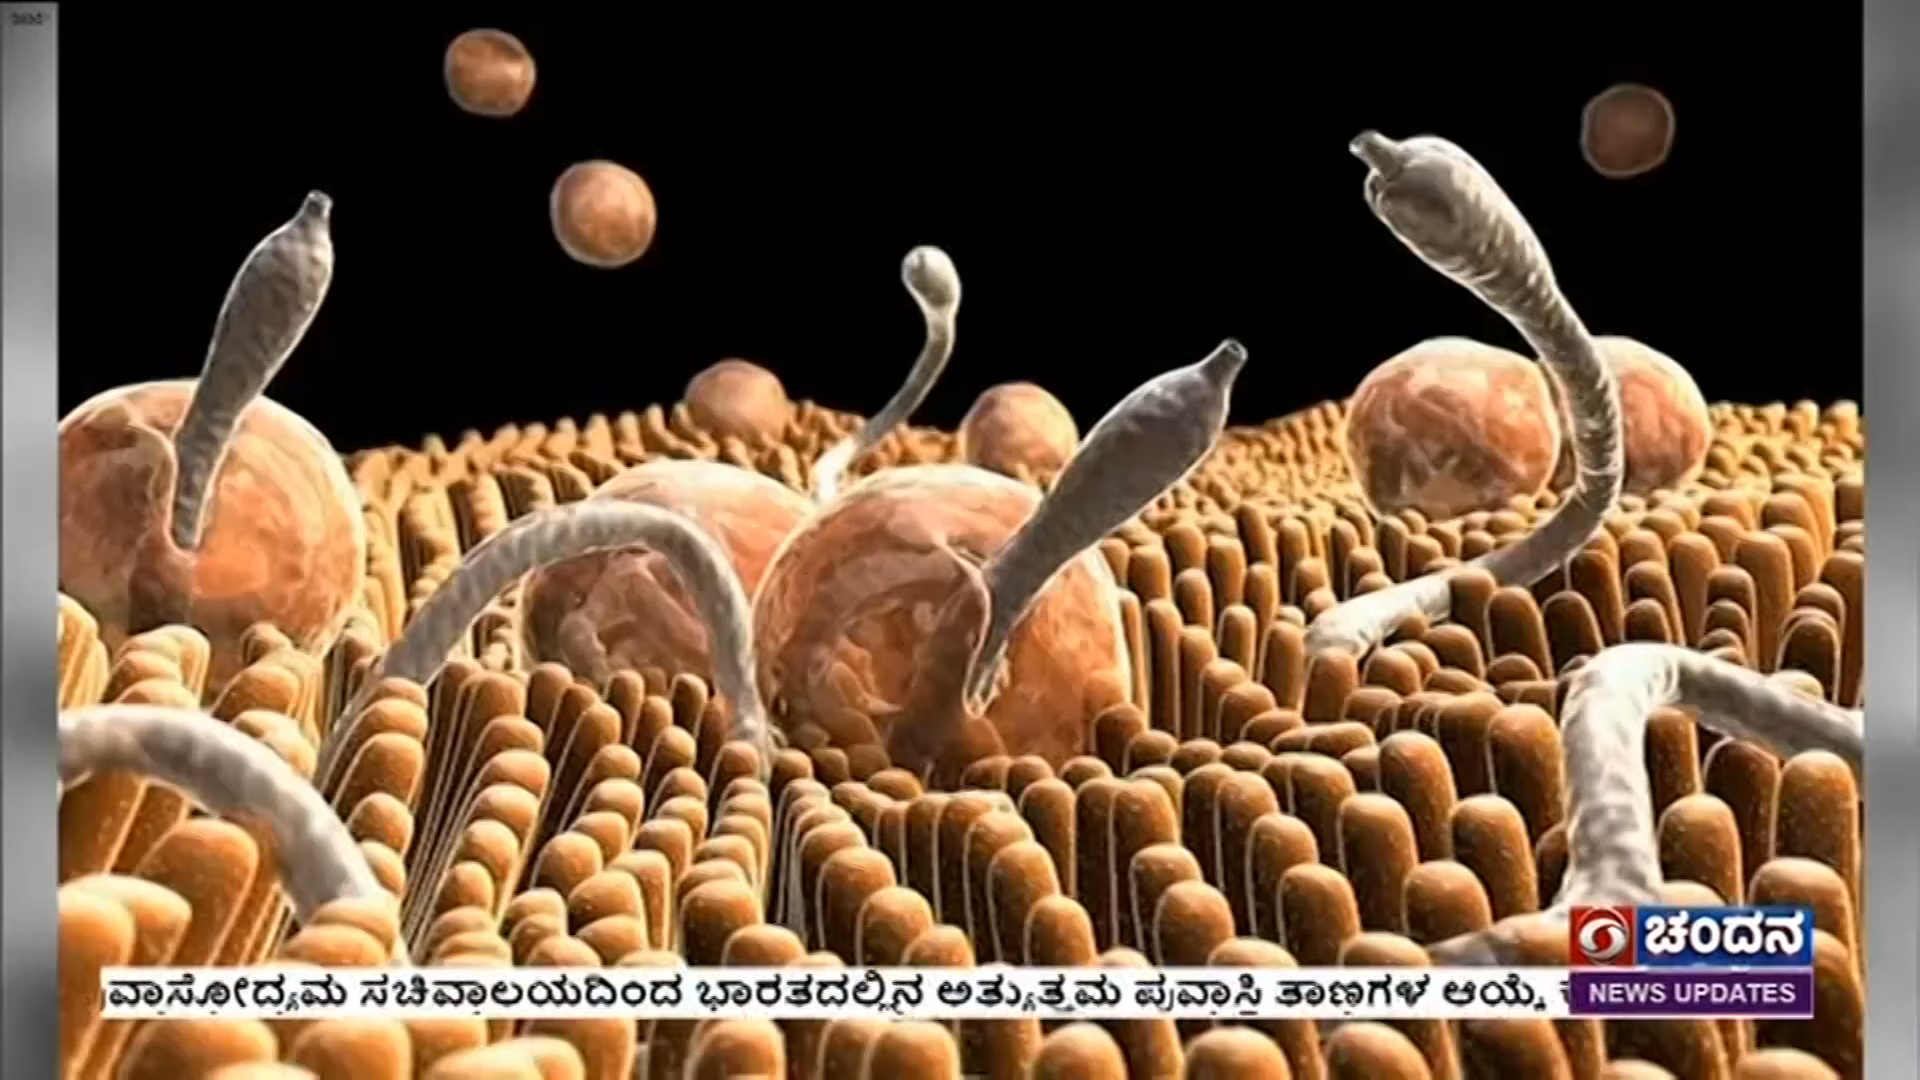 ಚಂದನ
ವಾಸೋದ್ಯಮ ಸಚಿವಾಲಯದಿಂದ ಭಾರತದಲ್ಲಿನ ಅತ್ಯುತ್ತಮ ಪ್ರವಾಸಿ ತಾಣಗಳ ಆಯ್ಕೆ
NEWS UPDATES